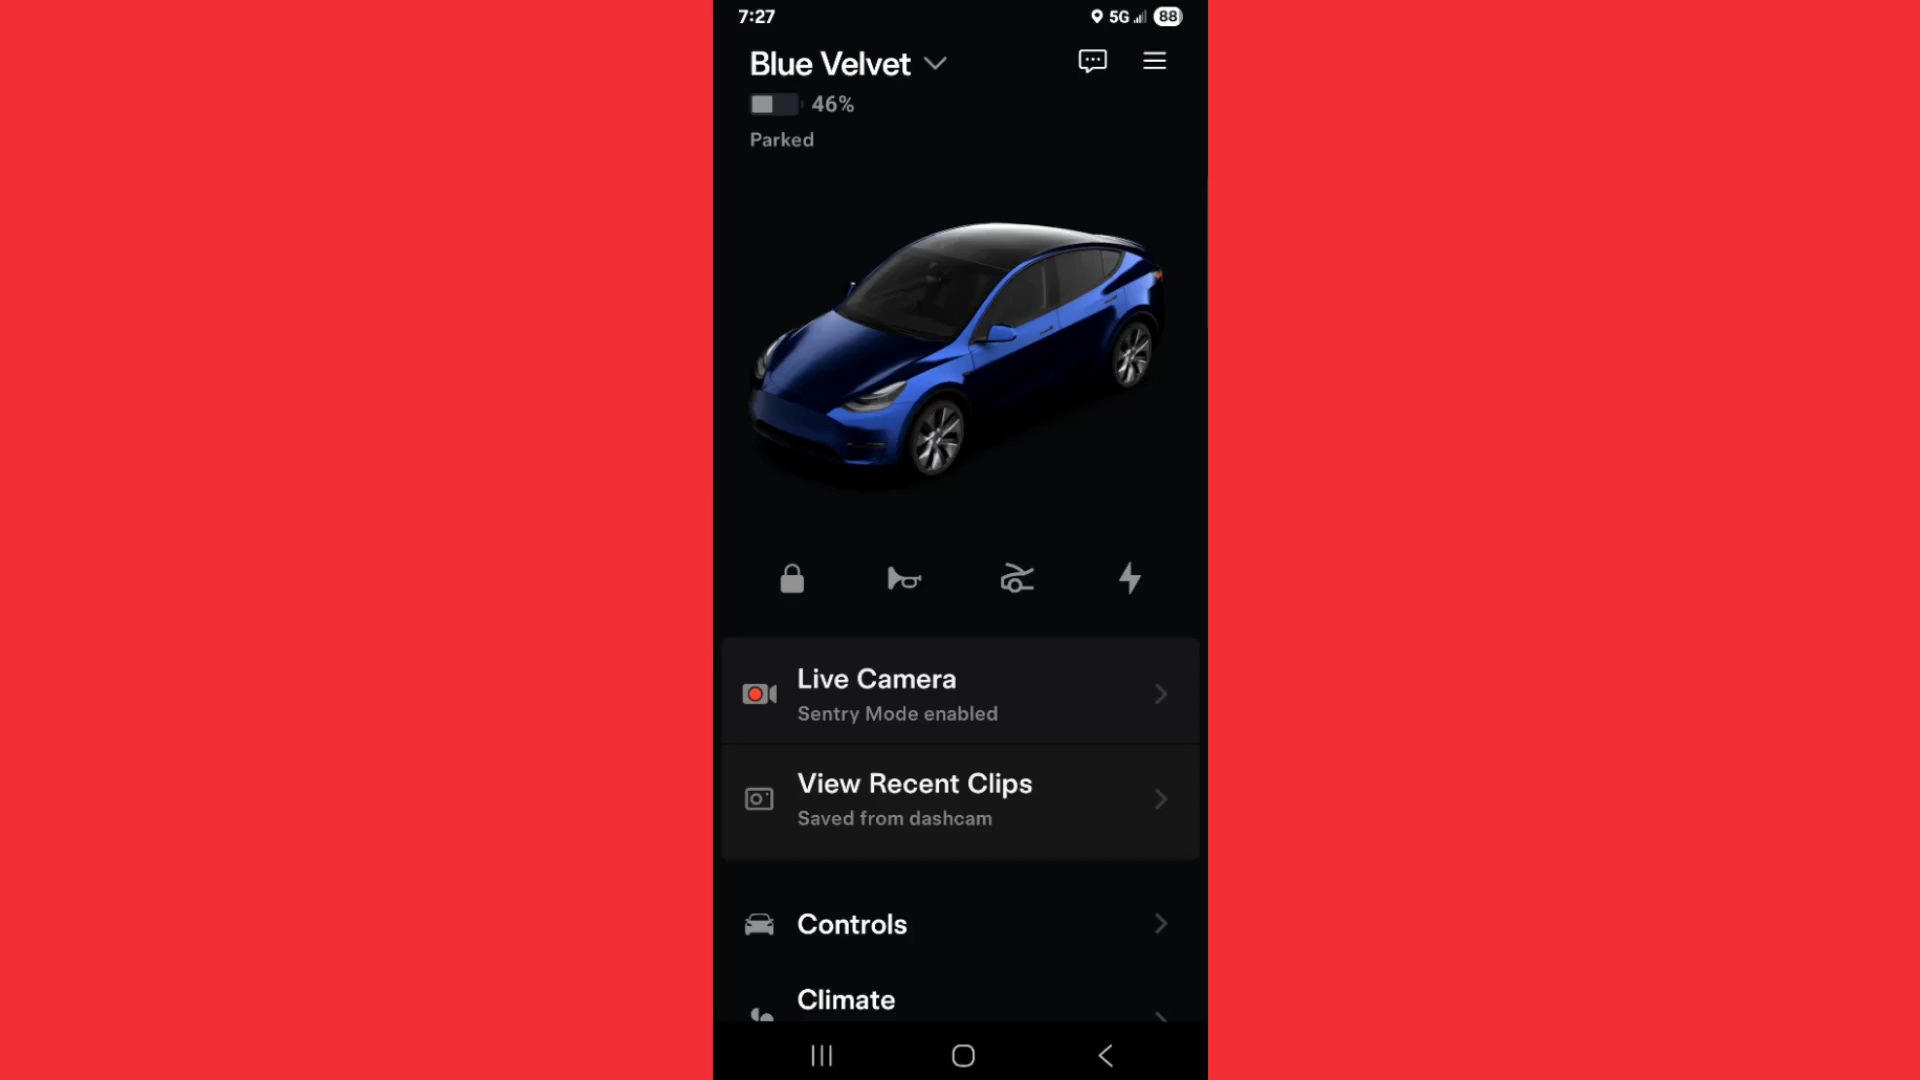 7:27
5G
88
Blue Velvet
46%
Parked
Live Camera
Sentry Mode enabled
View Recent Clips
Saved from dashcam
Controls
Climate